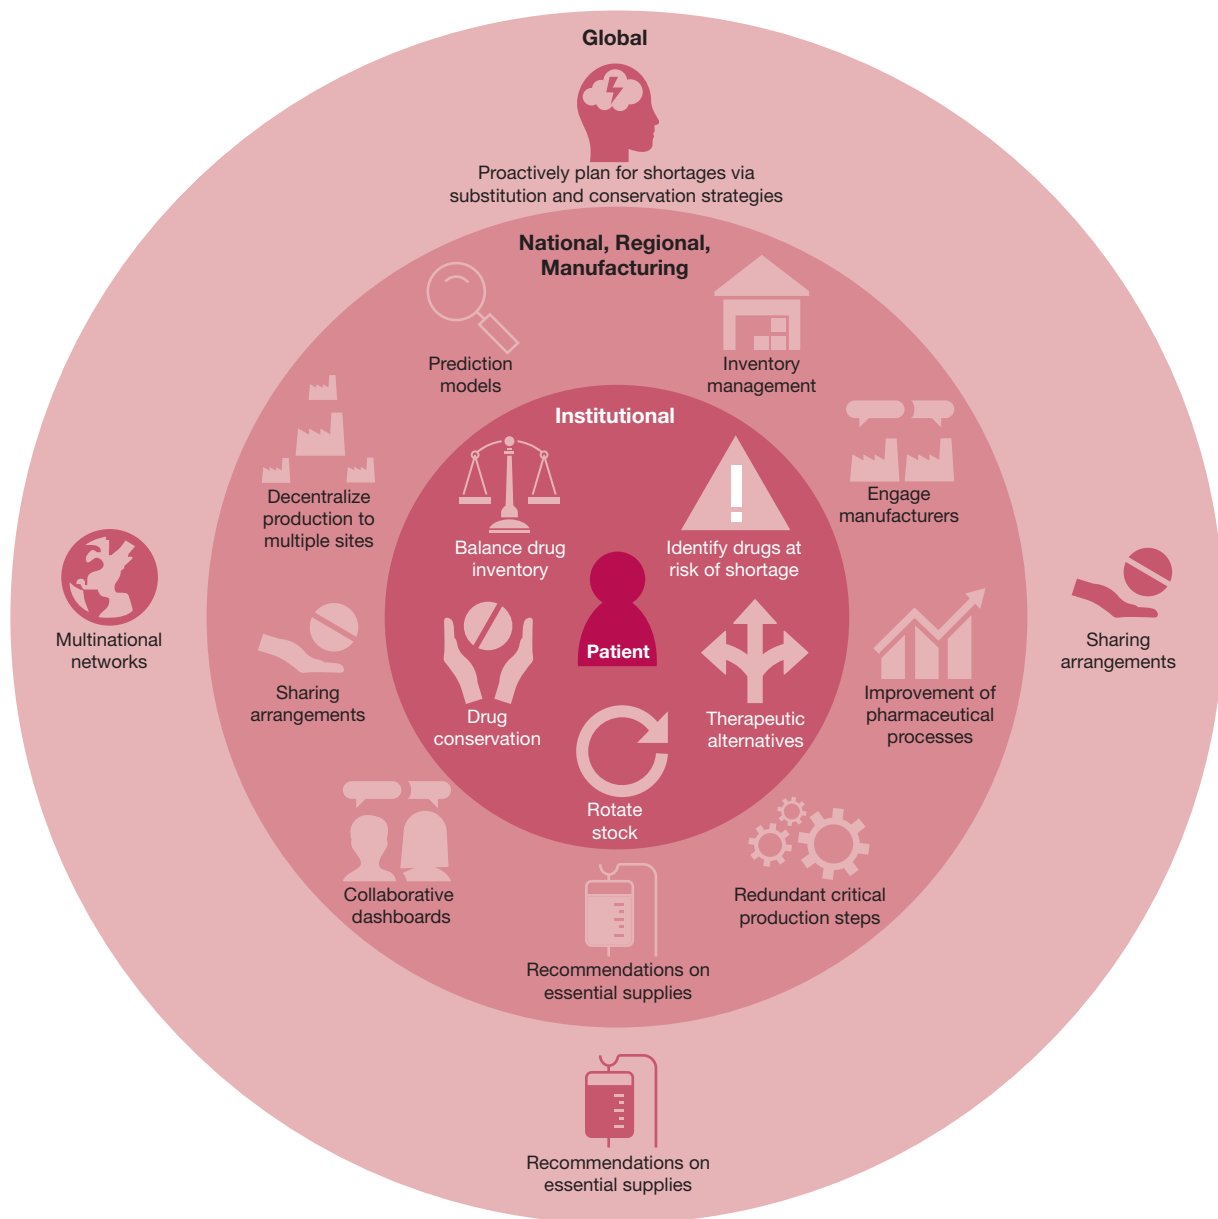 Global
Proactively plan for shortages via
substitution and conservation strategies
National, Regional,
Manufacturing
Prediction
models
Inventory
management
Institutional
Decentralize
production to
multiple sites
Engage
manufacturers
Balance drug
inventory
Identify drugs at
risk of shortage
Multinational
networks
Patient
Sharing
arrangements
Sharing
arrangements
Drug
conservation
Therapeutic
alternatives
Improvement of
pharmaceutical
processes
Rotate
stock
Collaborative
dashboards
Redundant critical
production steps
Recommendations on
essential supplies
Recommendations on
essential supplies